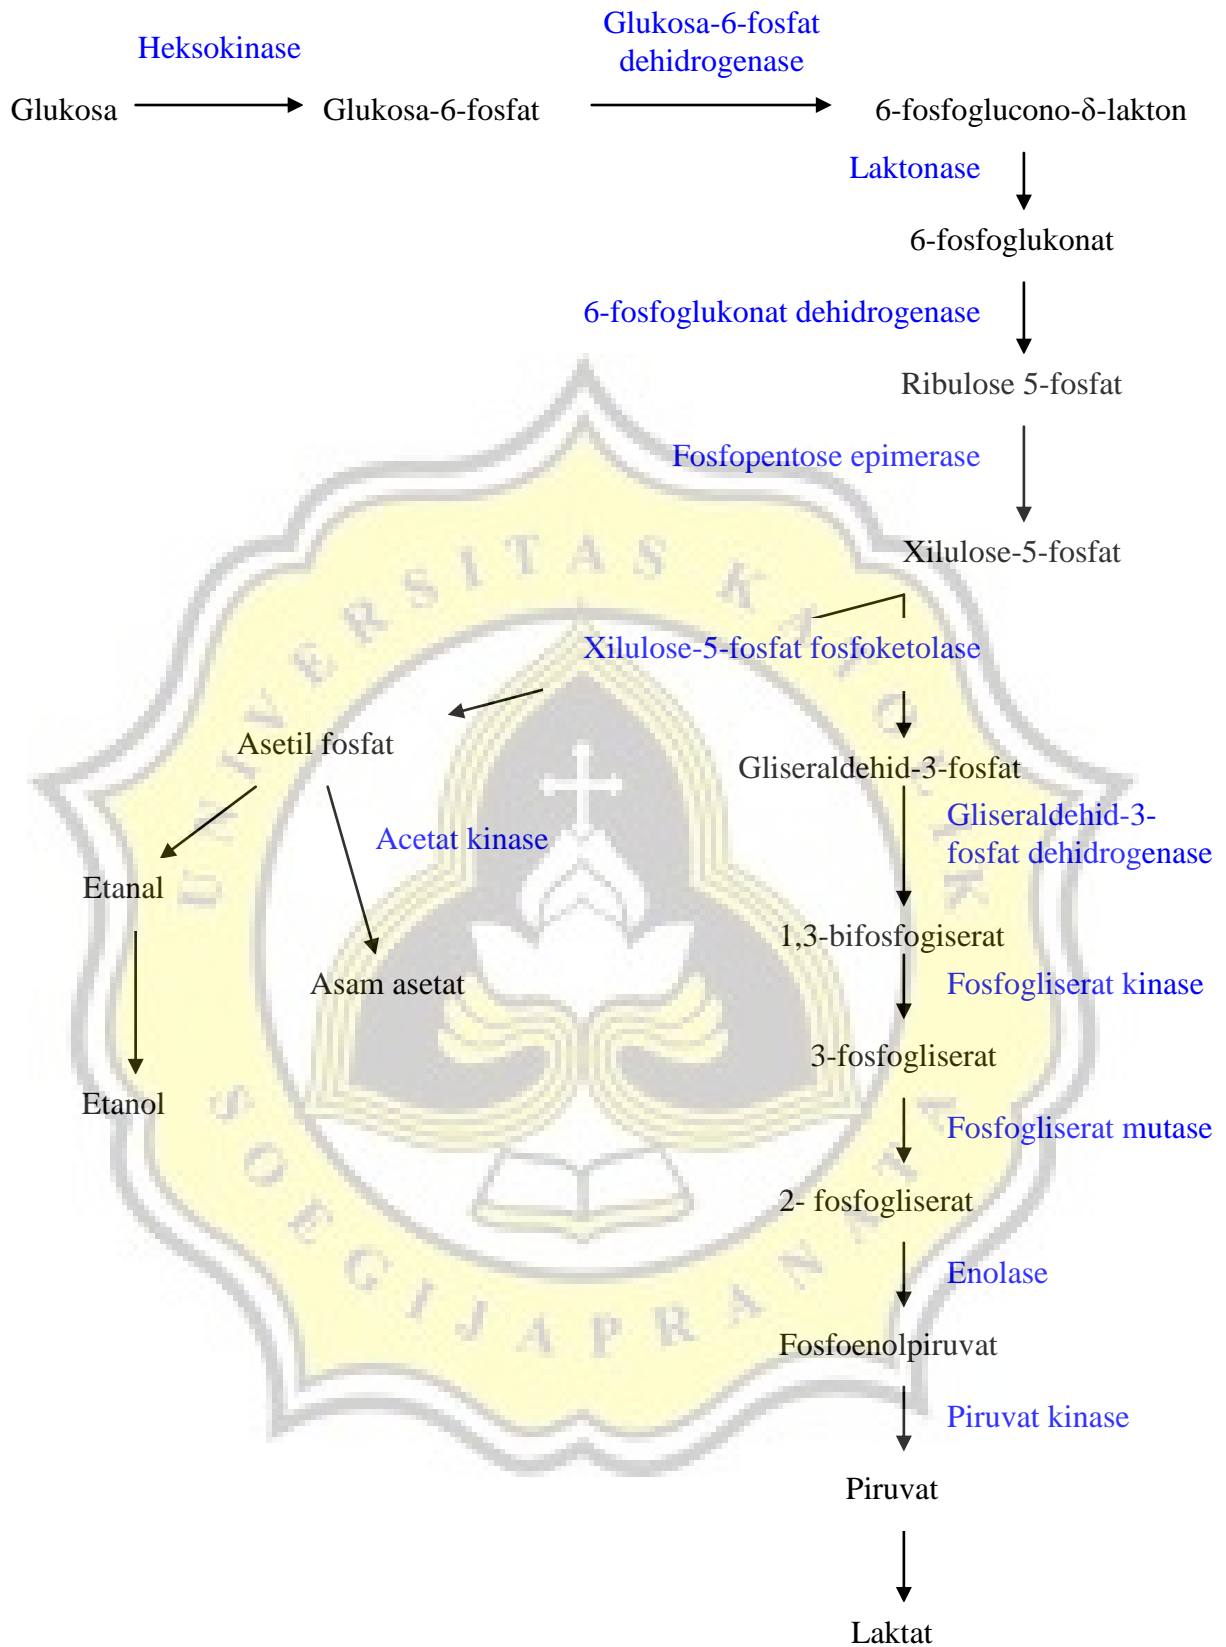 Heksokinase
Glukosa-6-fosfat
dehidrogenase
Glukosa
Glukosa-6-fosfat
6-fosfoglucono-δ-lakton
Laktonase
6-fosfoglukonat
6-fosfoglukonat dehidrogenase
Ribulose 5-fosfat
Fosfopentose epimerase
Xilulose-5-fosfat
Xilulose-5-fosfat fosfoketolase
Asetil fosfat
Gliseraldehid-3-fosfat
Acetat kinase
Gliseraldehid-3-
fosfat dehidrogenase
Etanal
1,3-bifosfogiserat
Asam asetat
Fosfogliserat kinase
3-fosfogliserat
Etanol
Fosfogliserat mutase
2- fosfogliserat
Enolase
Fosfoenolpiruvat
Piruvat kinase
Piruvat
Laktat
UNIVERSITAS KATOLIK
SOEGIJAPRANATA